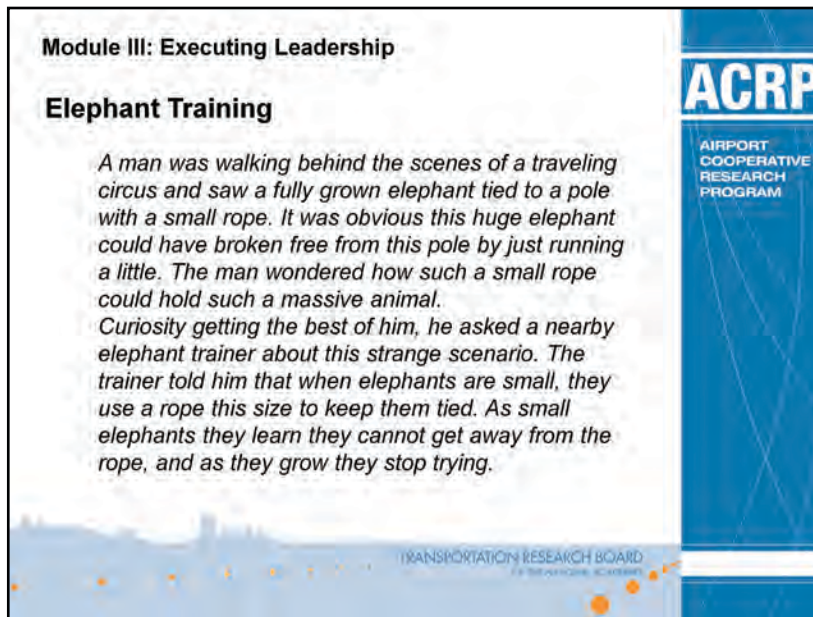 Module III: Executing Leadership
Elephant Training
A man was walking behind the scenes of a traveling
circus and saw a fully grown elephant tied to a pole
with a small rope. It was obvious this huge elephant
could have broken free from this pole by just running
a little. The man wondered how such a small rope
could hold such a massive animal.
Curiosity getting the best of him, he asked a nearby
elephant trainer about this strange scenario. The
trainer told him that when elephants are small, they
use a rope this size to keep them tied. As small
elephants they learn they cannot get away from the
rope, and as they grow they stop trying.
ACRP
AIRPORT
COOPERATIVE
RESEARCH
PROGRAM
TRANSPORTATION RESEARCH BOARD
OF THE NATIONAL ACADEMIES